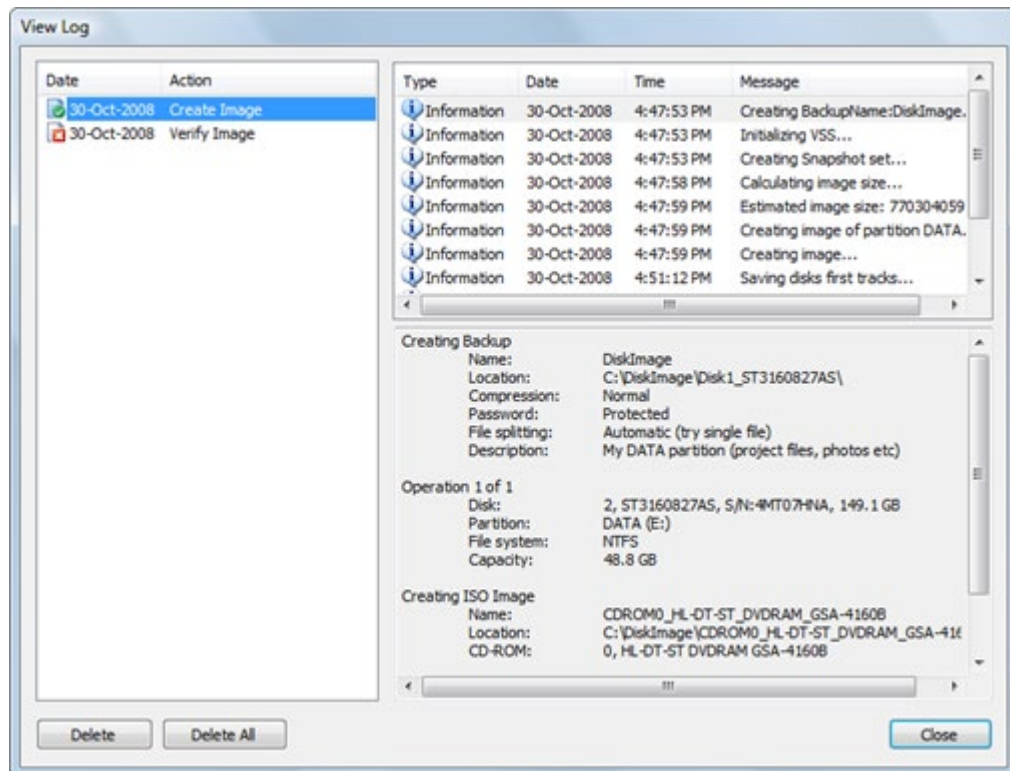 View Log
Date Action
30-Oct-2008 Create Image
30-Oct-2008 Verify Image
Type Date Time Message
Information 30-Oct-2008 4:47:53 PM Creating BackupName:DiskImage.
Information 30-Oct-2008 4:47:53 PM Initializing VSS...
Information 30-Oct-2008 4:47:53 PM Creating Snapshot set...
Information 30-Oct-2008 4:47:58 PM Calculating image size...
Information 30-Oct-2008 4:47:59 PM Estimated image size: 770304059
Information 30-Oct-2008 4:47:59 PM Creating image of partition DATA.
Information 30-Oct-2008 4:47:59 PM Creating image...
Information 30-Oct-2008 4:51:12 PM Saving disks first tracks...
Creating Backup
Name: DiskImage
Location: C:\DiskImage\Disk1_ST3160827AS\
Compression: Normal
Password: Protected
File splitting: Automatic (try single file)
Description: My DATA partition (project files, photos etc)
Operation 1 of 1
Disk: 2, ST3160827AS, S/N:4MT07HNA, 149.1 GB
Partition: DATA (E:)
File system: NTFS
Capacity: 48.8 GB
Creating ISO Image
Name: CDROM0_HL-DT-ST_DVDRAM_GSA-4160B
Location: C:\DiskImage\CDROM0_HL-DT-ST_DVDRAM_GSA-416
CD-ROM: 0, HL-DT-ST DVDRAM GSA-4160B
Delete Delete All Close